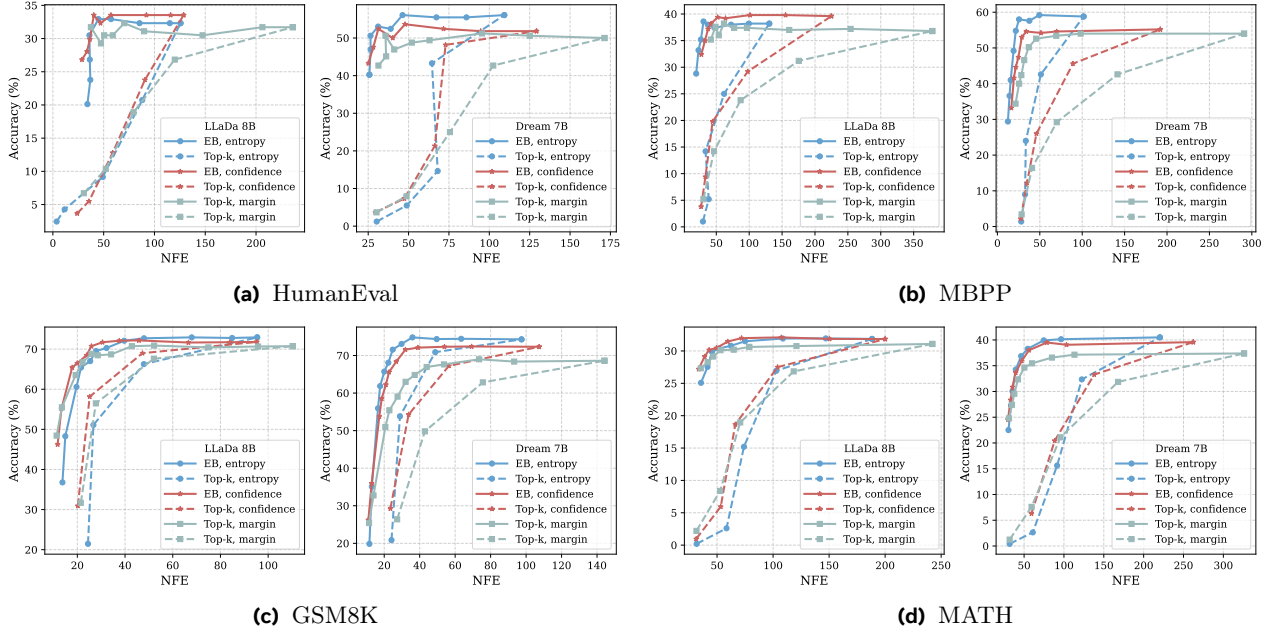 Accuracy (%)
35
30
25
20
15
10
5
0
50
100
150
200
NFE
LLaDa 8B
EB, entropy
Top-k, entropy
EB, confidence
Top-k, confidence
Top-k, margin
Top-k, margin
Accuracy (%)
50
40
30
20
10
0
25
50
75
100
125
150
175
NFE
Dream 7B
EB, entropy
Top-k, entropy
EB, confidence
Top-k, confidence
Top-k, margin
Top-k, margin
(a) HumanEval
Accuracy (%)
40
35
30
25
20
15
10
5
0
50
100
150
200
250
300
350
NFE
LLaDa 8B
EB, entropy
Top-k, entropy
EB, confidence
Top-k, confidence
Top-k, margin
Top-k, margin
Accuracy (%)
60
50
40
30
20
10
0
0
50
100
150
200
250
300
NFE
Dream 7B
EB, entropy
Top-k, entropy
EB, confidence
Top-k, confidence
Top-k, margin
Top-k, margin
(b) MBPP
Accuracy (%)
70
60
50
40
30
20
20
40
60
80
100
NFE
LLaDa 8B
EB, entropy
Top-k, entropy
EB, confidence
Top-k, confidence
Top-k, margin
Top-k, margin
Accuracy (%)
70
60
50
40
30
20
20
40
60
80
100
120
140
NFE
Dream 7B
EB, entropy
Top-k, entropy
EB, confidence
Top-k, confidence
Top-k, margin
Top-k, margin
(c) GSM8K
Accuracy (%)
30
25
20
15
10
5
0
50
100
150
200
250
NFE
LLaDa 8B
EB, entropy
Top-k, entropy
EB, confidence
Top-k, confidence
Top-k, margin
Top-k, margin
Accuracy (%)
40
35
30
25
20
15
10
5
0
50
100
150
200
250
300
NFE
Dream 7B
EB, entropy
Top-k, entropy
EB, confidence
Top-k, confidence
Top-k, margin
Top-k, margin
(d) MATH